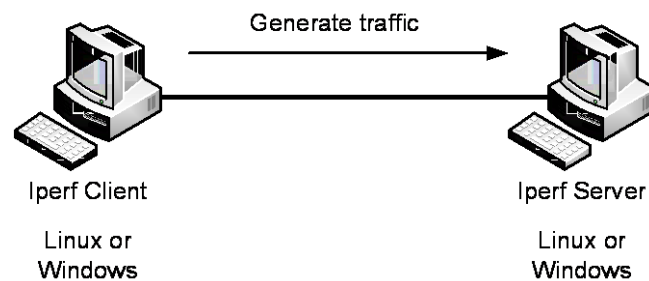 Generate traffic
Iperf Client
Iperf Server
Linux or
Windows
Linux or
Windows